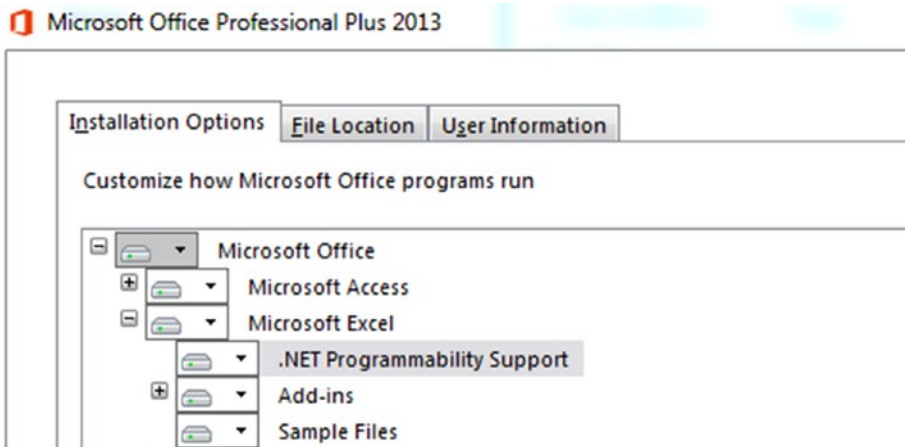 Microsoft Office Professional Plus 2013
Installation Options File Location User Information
Customize how Microsoft Office programs run
Microsoft Office
Microsoft Access
Microsoft Excel
.NET Programmability Support
Add-ins
Sample Files